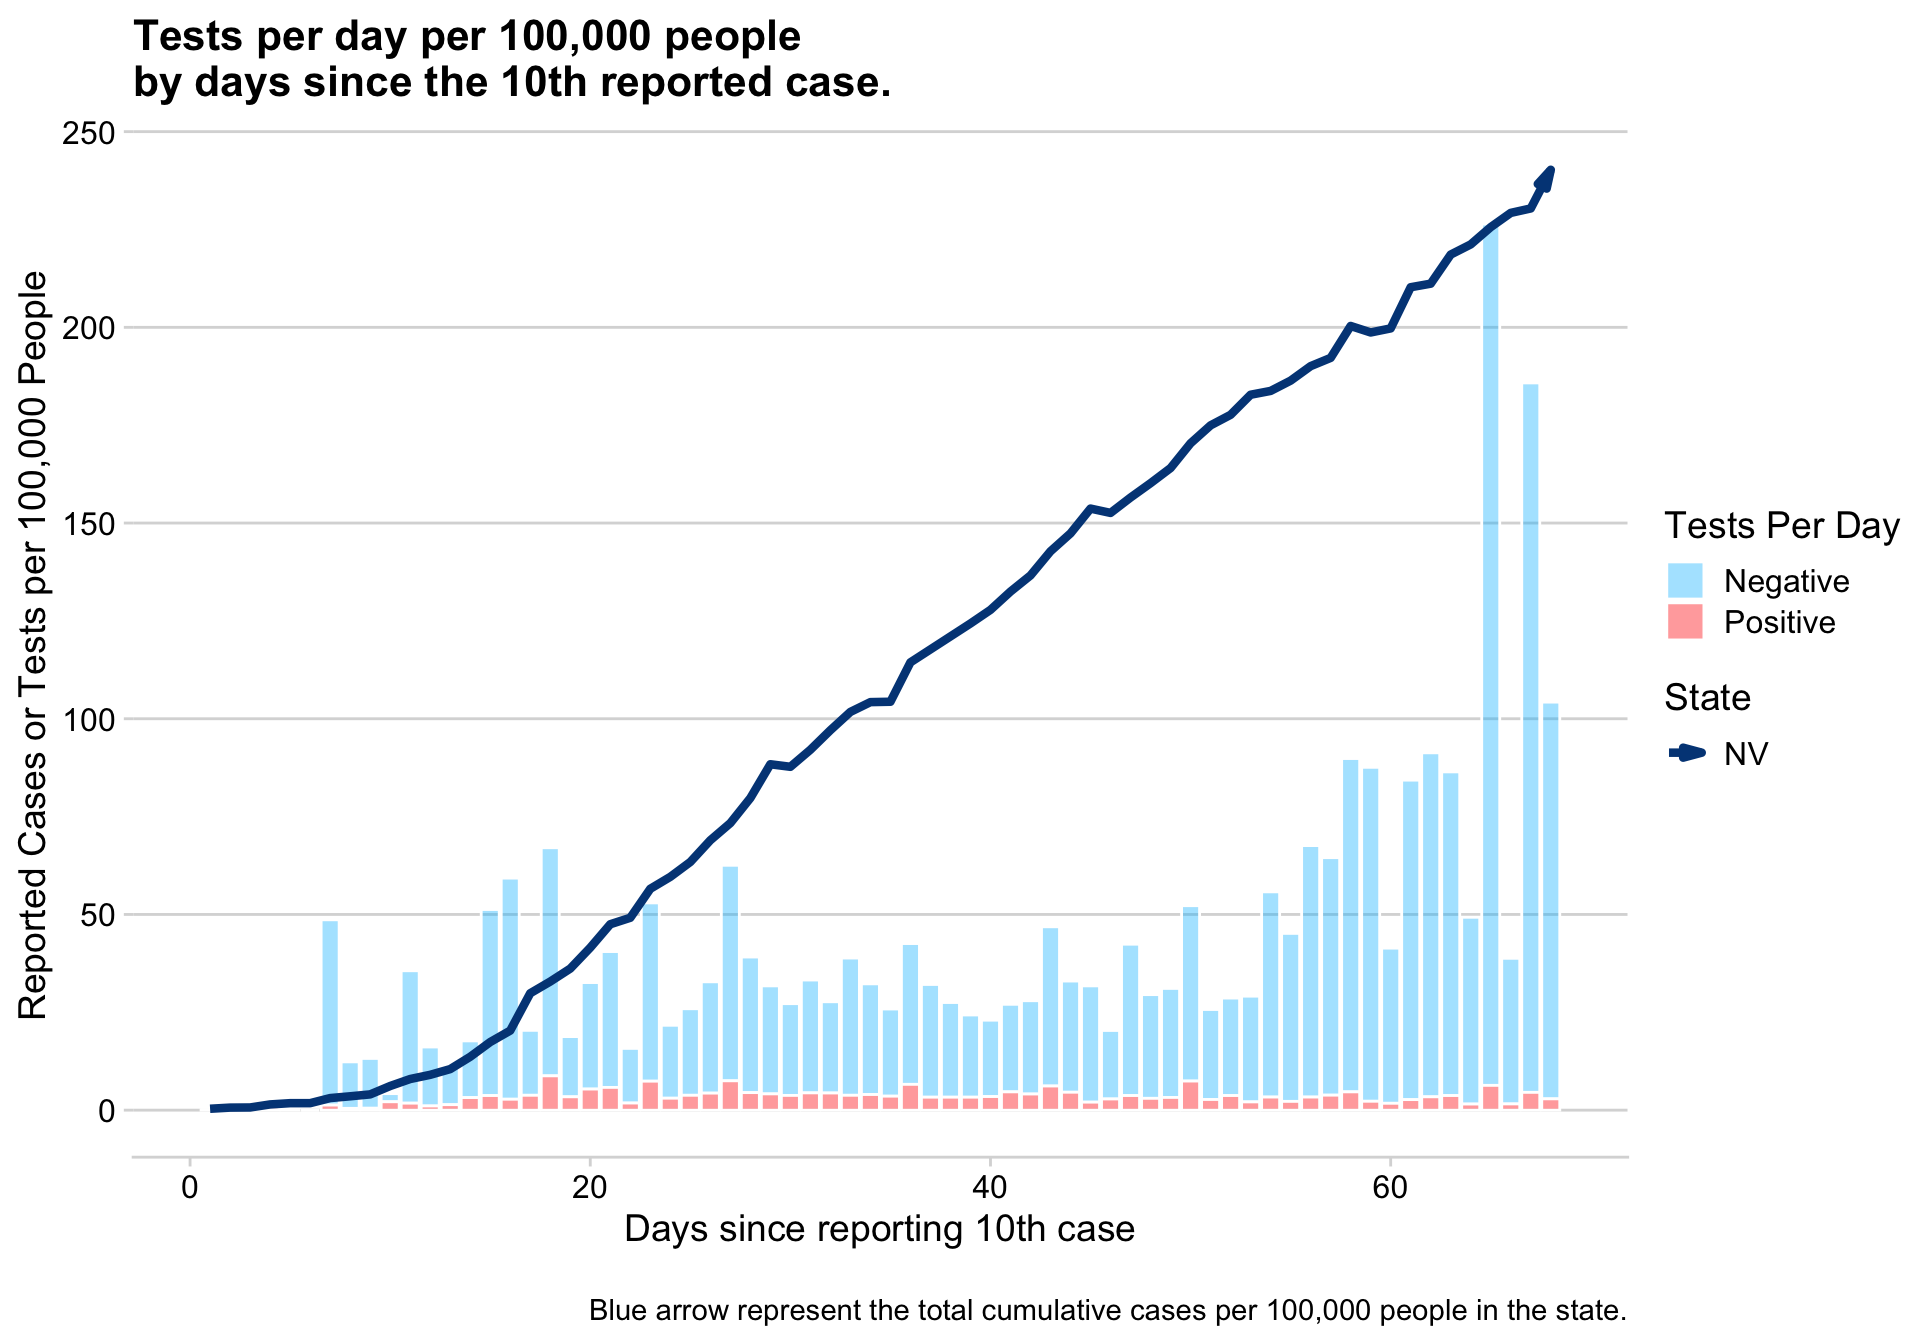 Tests per day per 100,000 people
by days since the 10th reported case.
Reported Cases or Tests per 100,000 People
250
200
150
100
50
0
0 20 40 60
Days since reporting 10th case
Tests Per Day
Negative
Positive
State
NV
Blue arrow represent the total cumulative cases per 100,000 people in the state.